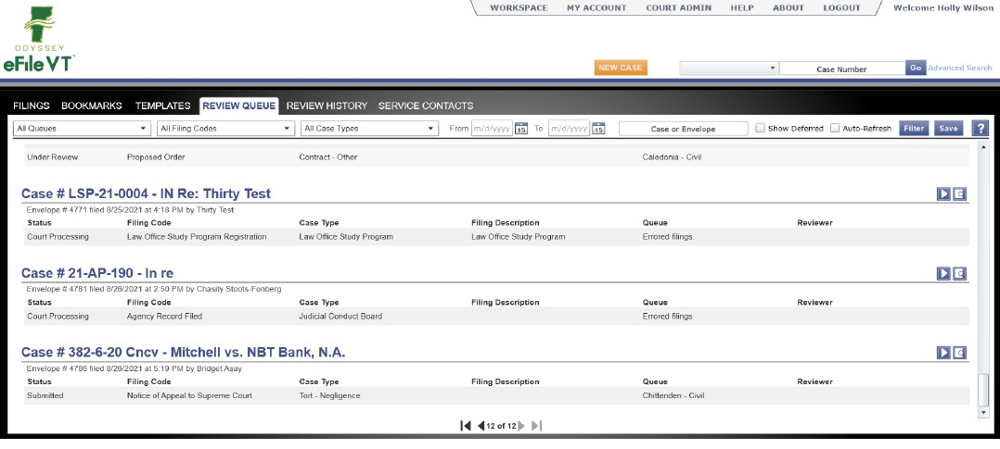 WORKSPACE MY ACCOUNT COURT ADMIN HELP ABOUT LOGOUT Welcome Holly Wilson
ODYSSEY
eFileVT
NEW CASE Case Number Go Advanced Search
FILINGS BOOKMARKS TEMPLATES REVIEW QUEUE REVIEW HISTORY SERVICE CONTACTS
All Queues All Filing Codes All Case Types From m/d/yyyy 15 To m/d/yyyy 15 Case or Envelope Show Deferred Auto-Refresh Filter Save ?
Under Review Proposed Order Contract - Other Caledonia - Civil
Case # LSP-21-0004 - IN Re: Thirty Test
Envelope # 4771 filed 8/25/2021 at 4:18 PM by Thirty Test
Status Filing Code Case Type Filing Description Queue Reviewer
Court Processing Law Office Study Program Registration Law Office Study Program Law Office Study Program Errored filings
Case # 21-AP-190 - In re
Envelope # 4781 filed 8/26/2021 at 2:50 PM by Chasity Stoots-Fonberg
Status Filing Code Case Type Filing Description Queue Reviewer
Court Processing Agency Record Filed Judicial Conduct Board Errored filings
Case # 382-6-20 Cncv - Mitchell vs. NBT Bank, N.A.
Envelope # 4786 filed 8/26/2021 at 5:19 PM by Bridget Asay
Status Filing Code Case Type Filing Description Queue Reviewer
Submitted Notice of Appeal to Supreme Court Tort - Negligence Chittenden - Civil
12 of 12